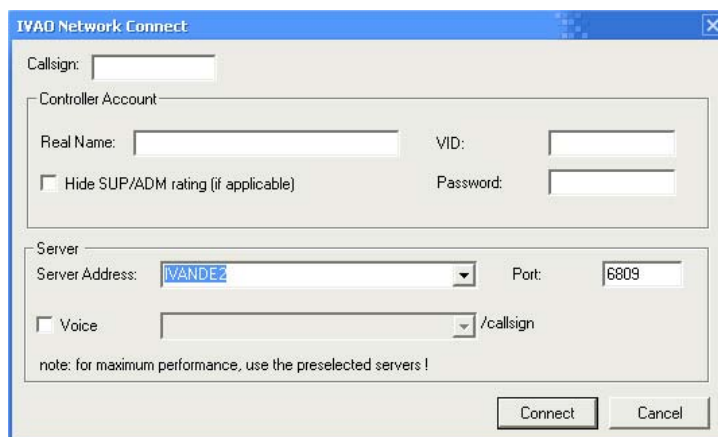 IVAO Network Connect
Callsign:
Controller Account
Real Name: VID:
Hide SUP/ADM rating (if applicable) Password:
Server
Server Address: IVANDE2 Port: 6809
Voice /callsign
note: for maximum performance, use the preselected servers !
Connect Cancel